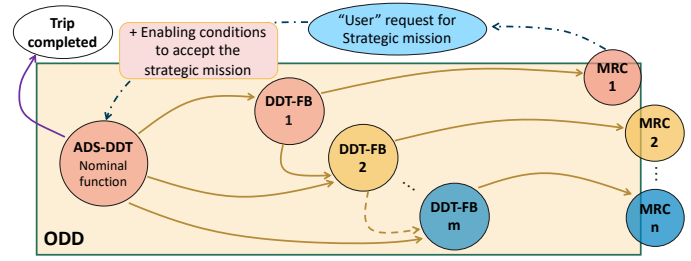 Trip
completed
+ Enabling conditions
to accept the
strategic mission
“User” request for
Strategic mission
MRC
1
DDT-FB
1
ADS-DDT
Nominal
function
DDT-FB
2
MRC
2
...
DDT-FB
m
⋮
MRC
n
ODD